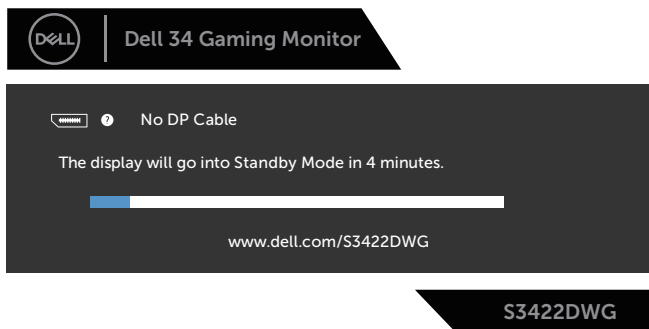 DELL
Dell 34 Gaming Monitor
? No DP Cable
The display will go into Standby Mode in 4 minutes.
www.dell.com/S3422DWG
S3422DWG